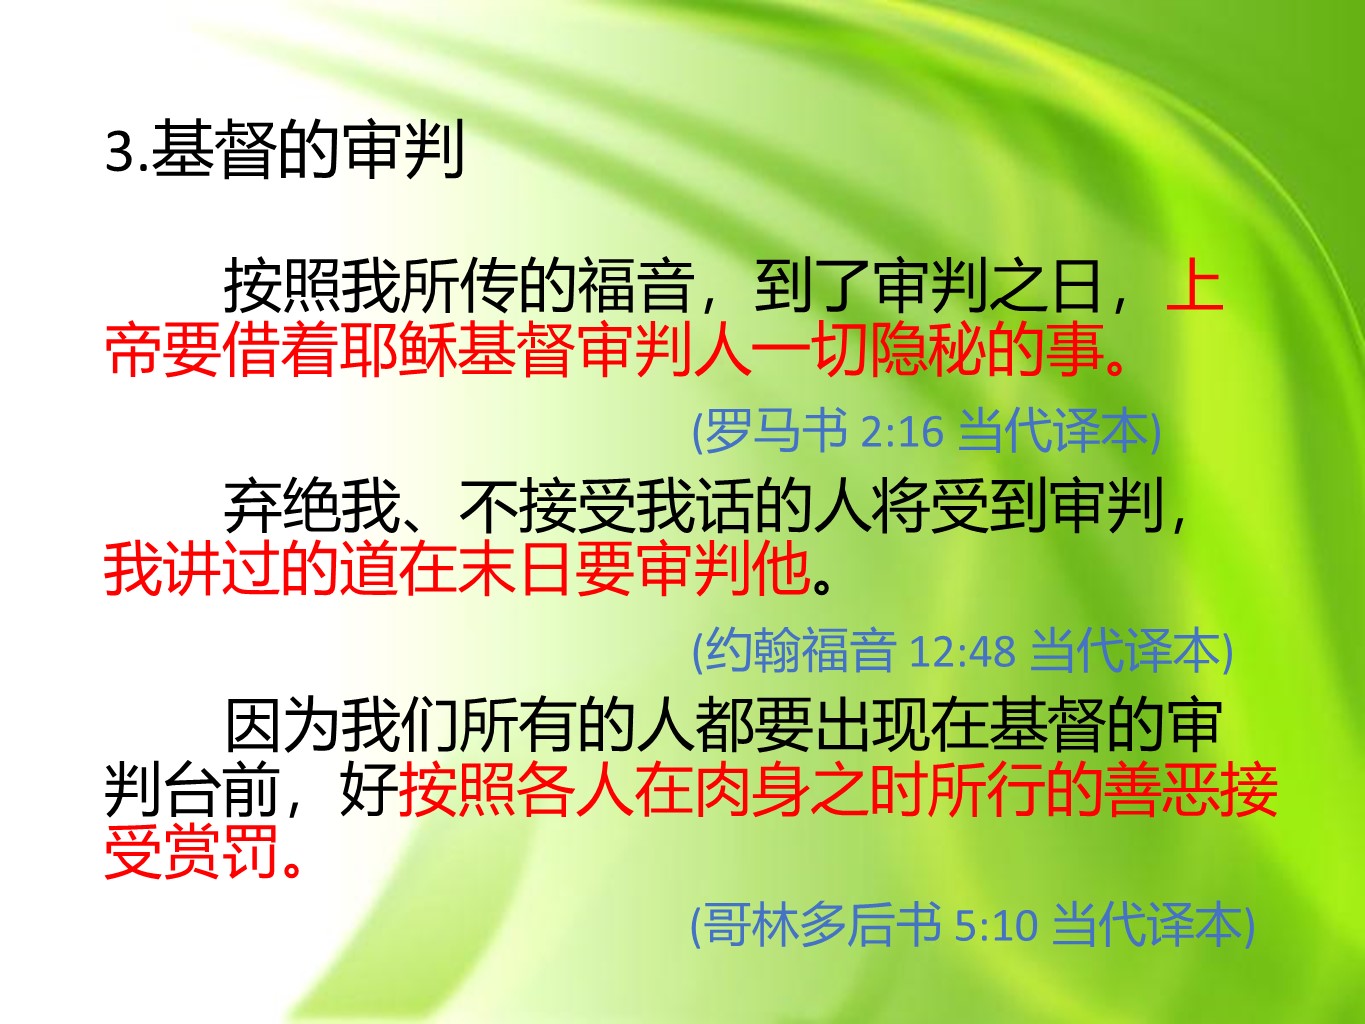 3.基督的审判
按照我所传的福音，到了审判之日，上
帝要借着耶稣基督审判人一切隐秘的事。
(罗马书 2:16 当代译本)
弃绝我、不接受我话的人将受到审判，
我讲过的道在末日要审判他。
(约翰福音 12:48 当代译本)
因为我们所有的人都要出现在基督的审
判台前，好按照各人在肉身之时所行的善恶接
受赏罚。
(哥林多后书 5:10 当代译本)